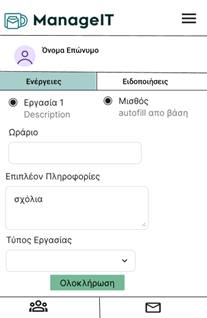 ManageIT
Όνομα Επώνυμο
Ενέργειες
Ειδοποιήσεις
Εργασία 1
Description
Μισθός
autofill απο βάση
Ωράριο
Επιπλέον Πληροφορίες
σχόλια
Τύπος Εργασίας
Ολοκλήρωση